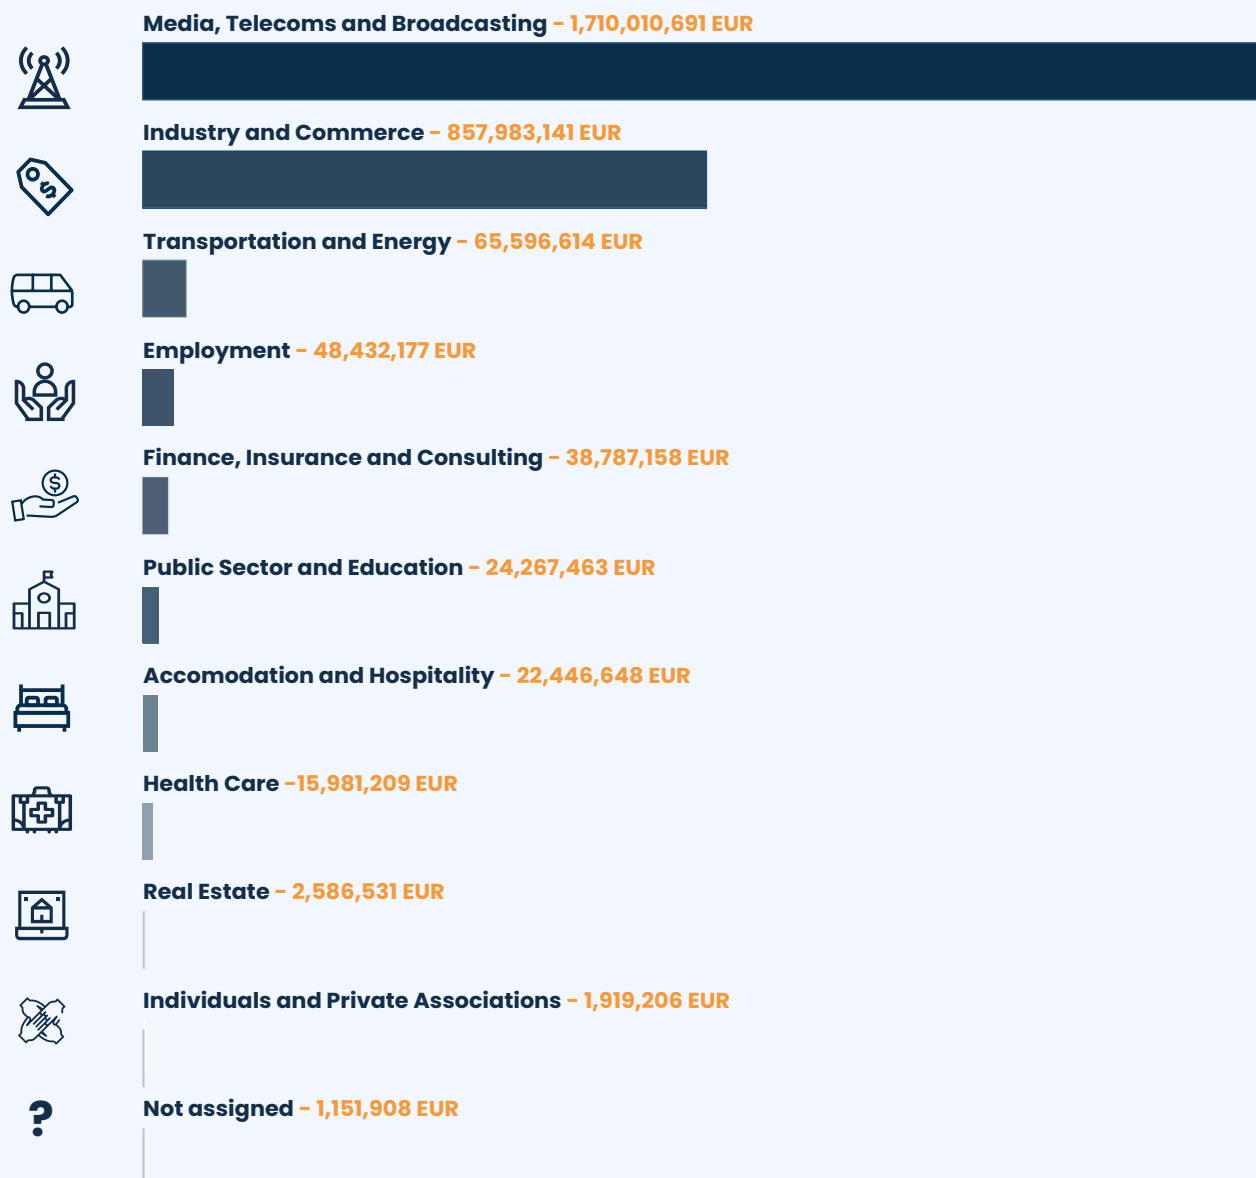 Media, Telecoms and Broadcasting - 1,710,010,691 EUR
Industry and Commerce - 857,983,141 EUR
Transportation and Energy - 65,596,614 EUR
Employment - 48,432,177 EUR
Finance, Insurance and Consulting - 38,787,158 EUR
$
Public Sector and Education - 24,267,463 EUR
Accomodation and Hospitality - 22,446,648 EUR
Health Care -15,981,209 EUR
Real Estate - 2,586,531 EUR
Individuals and Private Associations - 1,919,206 EUR
Not assigned - 1,151,908 EUR
?